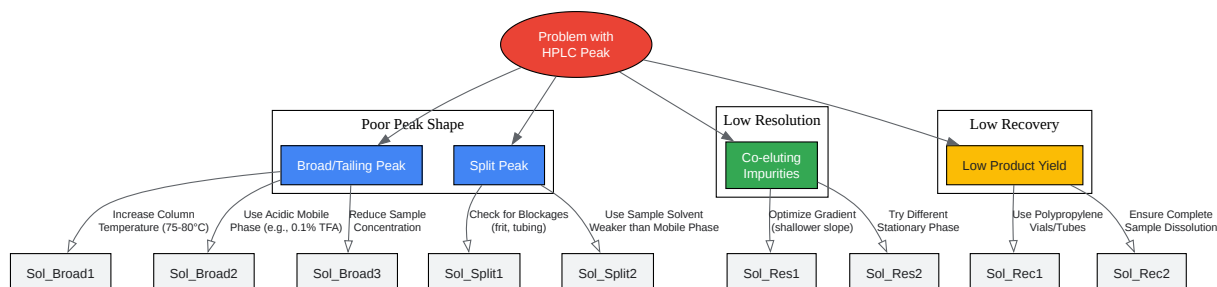 Problem with
HPLC Peak
Poor Peak Shape
Low Resolution
Low Recovery
Broad/Tailing Peak
Split Peak
Co-eluting
Impurities
Low Product Yield
Increase Column
Temperature (75-80°C)
Use Acidic Mobile
Phase (e.g., 0.1% TFA)
Reduce Sample
Concentration
Check for Blockages
(frit, tubing)
Use Sample Solvent
Weaker than Mobile Phase
Optimize Gradient
(shallower slope)
Try Different
Stationary Phase
Use Polypropylene
Vials/Tubes
Ensure Complete
Sample Dissolution
Sol_Broad1
Sol_Broad2
Sol_Broad3
Sol_Split1
Sol_Split2
Sol_Res1
Sol_Res2
Sol_Rec1
Sol_Rec2